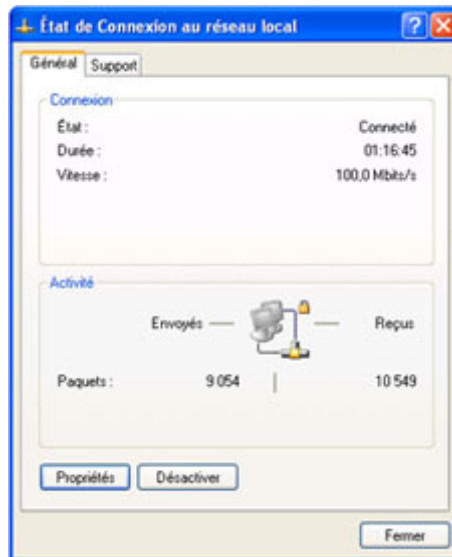 État de Connexion au réseau local
Général Support
Connexion
État : Connecté
Durée : 01:16:45
Vitesse : 100,0 Mbits/s
Activité
Envoyés — — Reçus
Paquets : 9 054 | 10 549
Propriétés Désactiver
Fermer